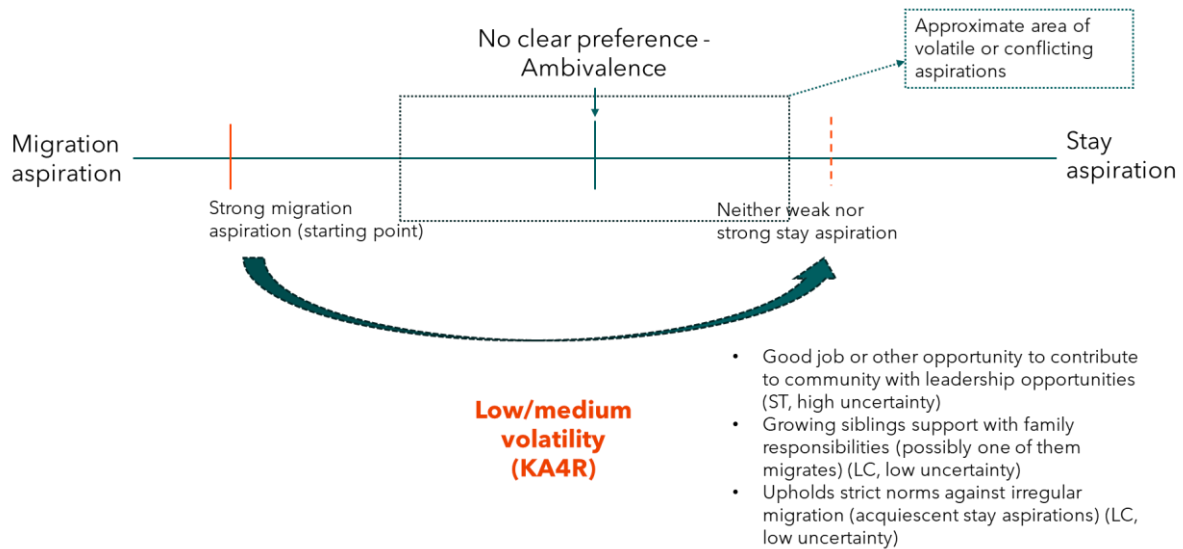 No clear preference -
Ambivalence
Approximate area of
volatile or conflicting
aspirations
Migration
aspiration
Stay
aspiration
Strong migration
aspiration (starting point)
Neither weak nor
strong stay aspiration
Low/medium
volatility
(KA4R)
• Good job or other opportunity to contribute
to community with leadership opportunities
(ST, high uncertainty)
• Growing siblings support with family
responsibilities (possibly one of them
migrates) (LC, low uncertainty)
• Upholds strict norms against irregular
migration (acquiescent stay aspirations) (LC,
low uncertainty)